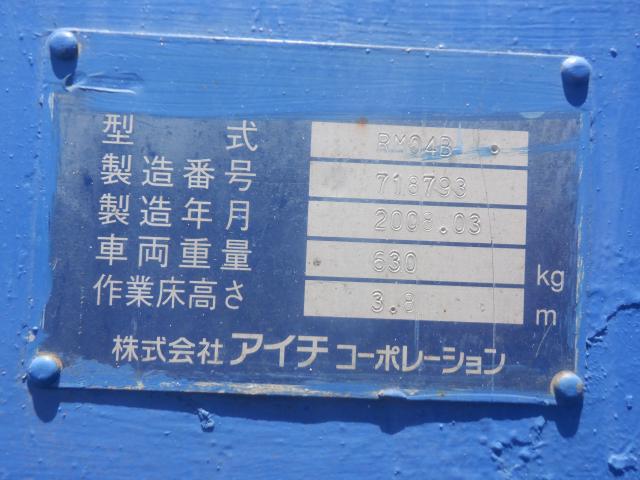 型式 RM04B
製造番号 718793
製造年月 2008.03
車両重量 630 kg
作業床高さ 3.8 m
株式会社アイチコーポレーション